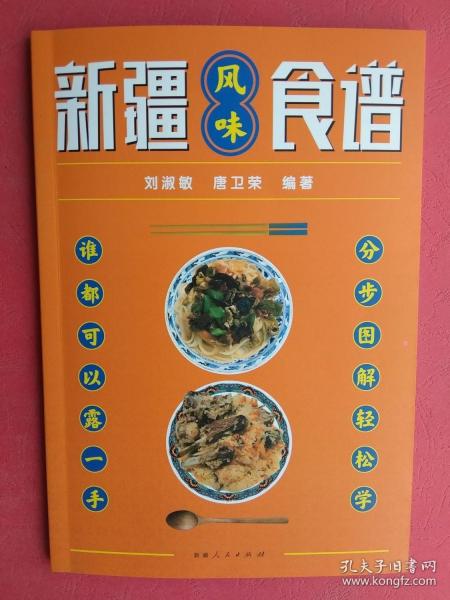 新疆风味食谱
刘淑敏 唐卫荣 编著
谁都可以露一手
分步图解轻松学
新疆人民出版社
孔夫子旧书网
www.kongfz.com